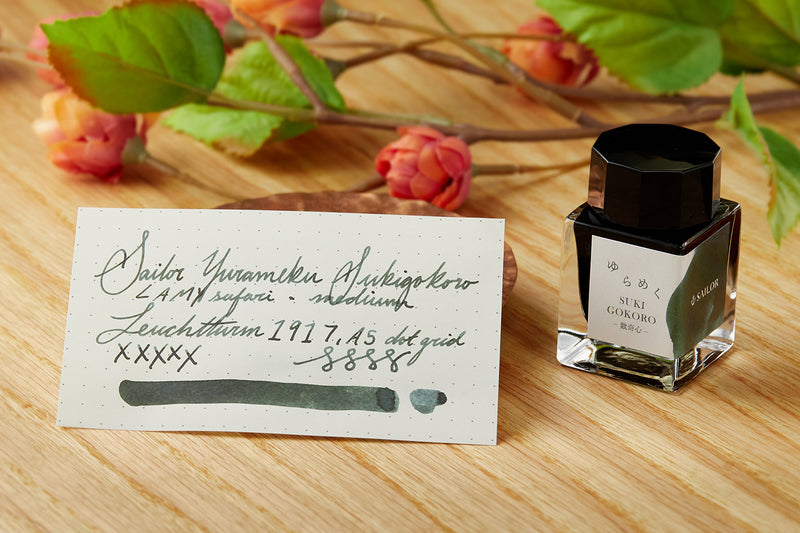 Sailor Yurameku Sukigokoro
LAMY safari - medium
Leuchtturm 1917, A5 dot grid
XXXXX 8888
ゆらめく
SUKI
GOKORO
– 数奇心 –
SAILOR